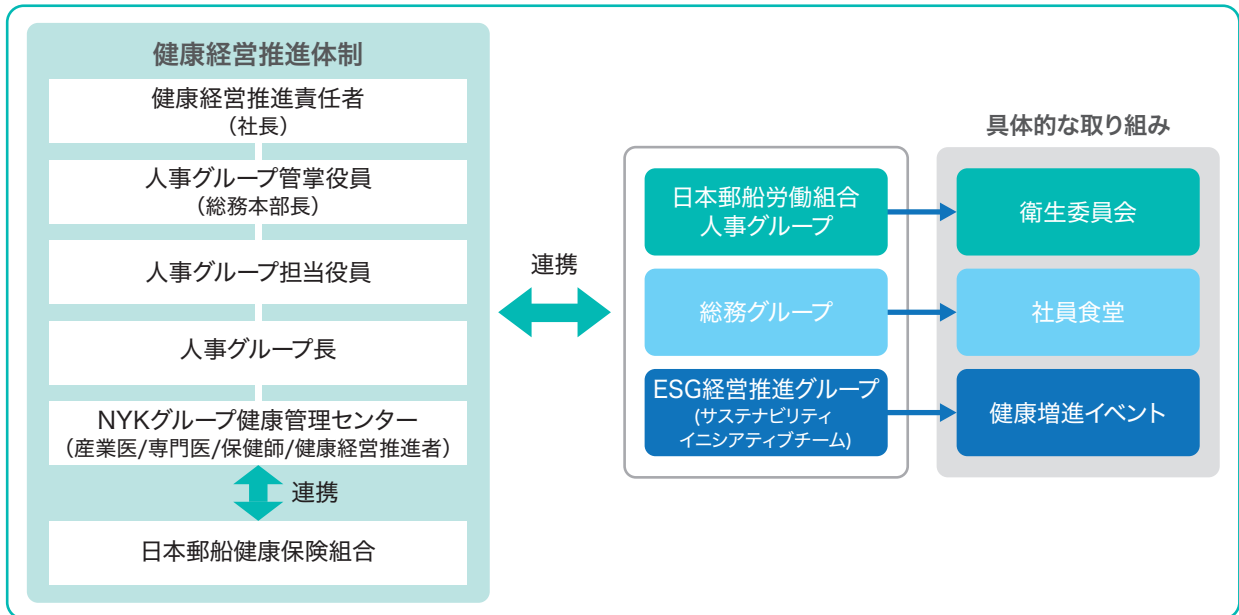 健康経営推進体制
健康経営推進責任者
（社長）
人事グループ管掌役員
（総務本部長）
人事グループ担当役員
人事グループ長
NYKグループ健康管理センター
（産業医/専門医/保健師/健康経営推進者）
連携
日本郵船健康保険組合
連携
日本郵船労働組合
人事グループ
総務グループ
ESG経営推進グループ
(サステナビリティ
イニシアティブチーム)
具体的な取り組み
衛生委員会
社員食堂
健康増進イベント